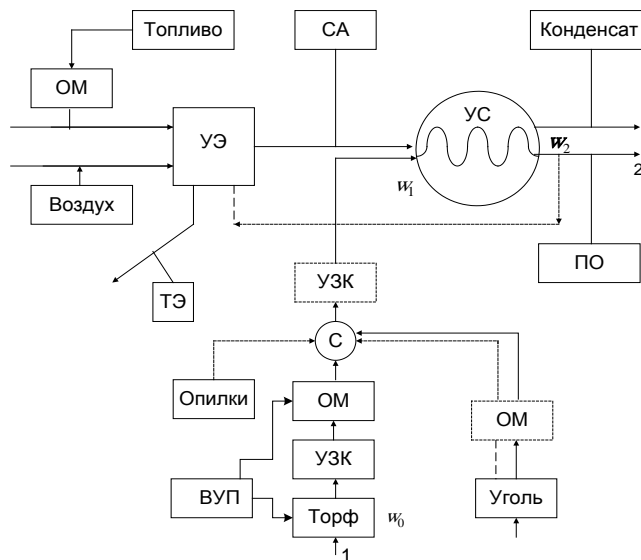 Топливо
СА
Конденсат
ОМ
УЭ
УС
w₂
2
w₁
Воздух
ТЭ
ПО
УЗК
С
Опилки
ОМ
ОМ
УЗК
ВУП
Торф
w₀
Уголь
1